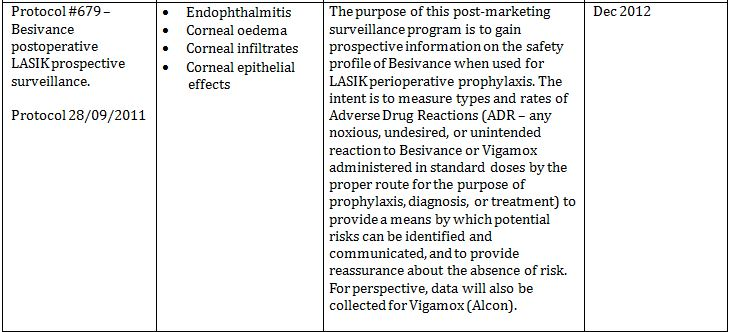 Protocol #679 –
Besivance
postoperative
LASIK prospective
surveillance.
Protocol 28/09/2011
• Endophthalmitis
• Corneal oedema
• Corneal infiltrates
• Corneal epithelial
effects
The purpose of this post-marketing
surveillance program is to gain
prospective information on the safety
profile of Besivance when used for
LASIK perioperative prophylaxis. The
intent is to measure types and rates of
Adverse Drug Reactions (ADR – any
noxious, undesired, or unintended
reaction to Besivance or Vigamox
administered in standard doses by the
proper route for the purpose of
prophylaxis, diagnosis, or treatment) to
provide a means by which potential
risks can be identified and
communicated, and to provide
reassurance about the absence of risk.
For perspective, data will also be
collected for Vigamox (Alcon).
Dec 2012